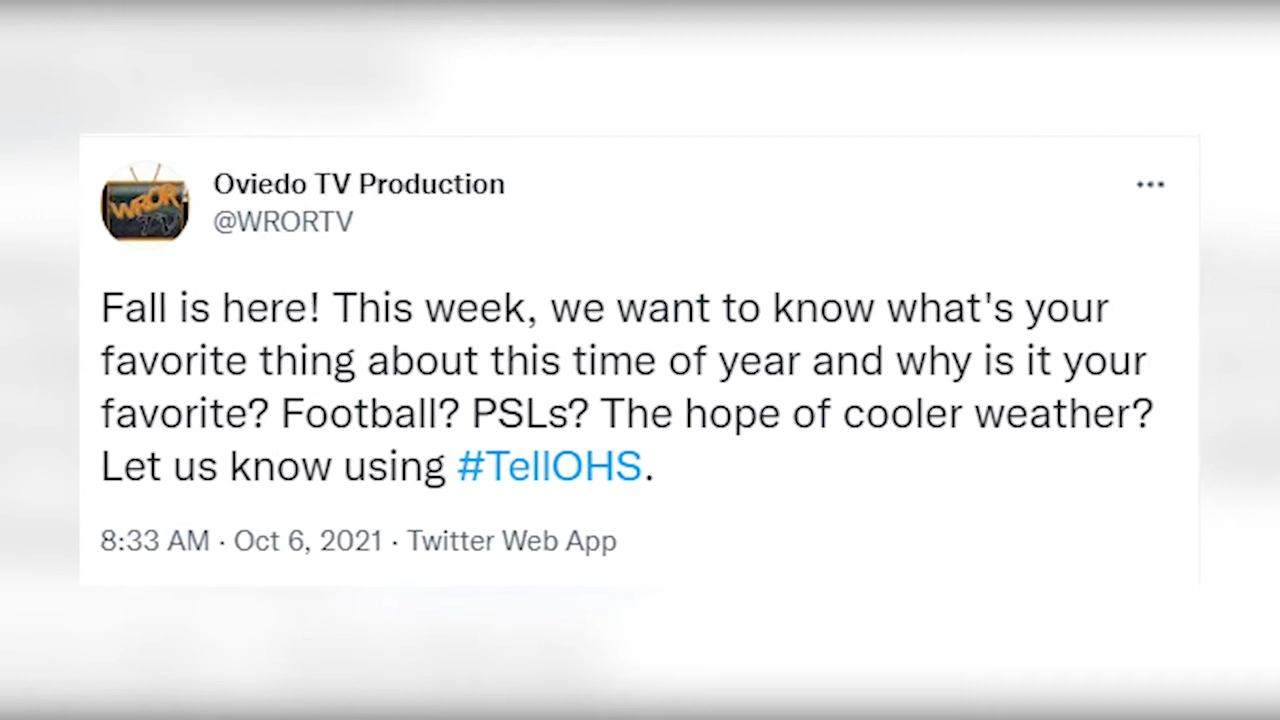 WROR
TV
Oviedo TV Production
@WRORTV
Fall is here! This week, we want to know what's your
favorite thing about this time of year and why is it your
favorite? Football? PSLs? The hope of cooler weather?
Let us know using #TellOHS.
8:33 AM · Oct 6, 2021 · Twitter Web App